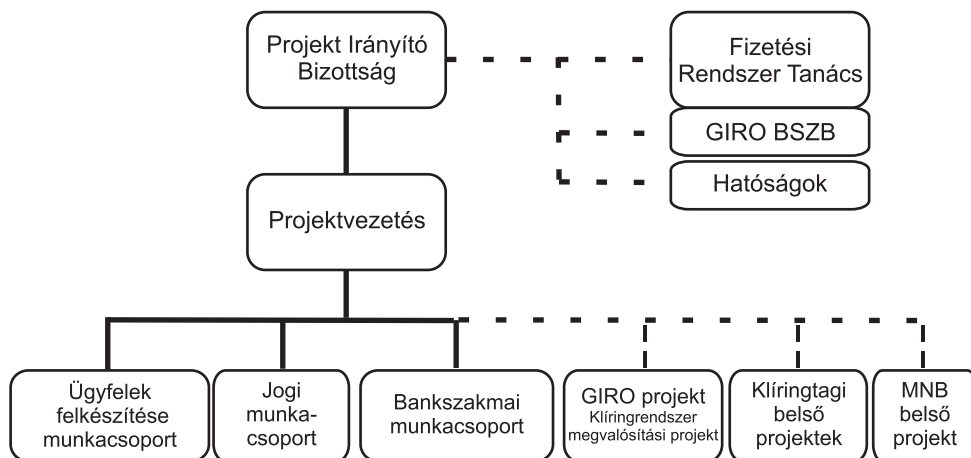 Projekt Irányító
Bizottság
Fizetési
Rendszer Tanács
GIRO BSZB
Hatóságok
Projektvezetés
Ügyfelek
felkészítése
munkacsoport
Jogi
munka-
csoport
Bankszakmai
munkacsoport
GIRO projekt
Klíringrendszer
megvalósítási projekt
Klíringtagi
belső
projektek
MNB
belső
projekt